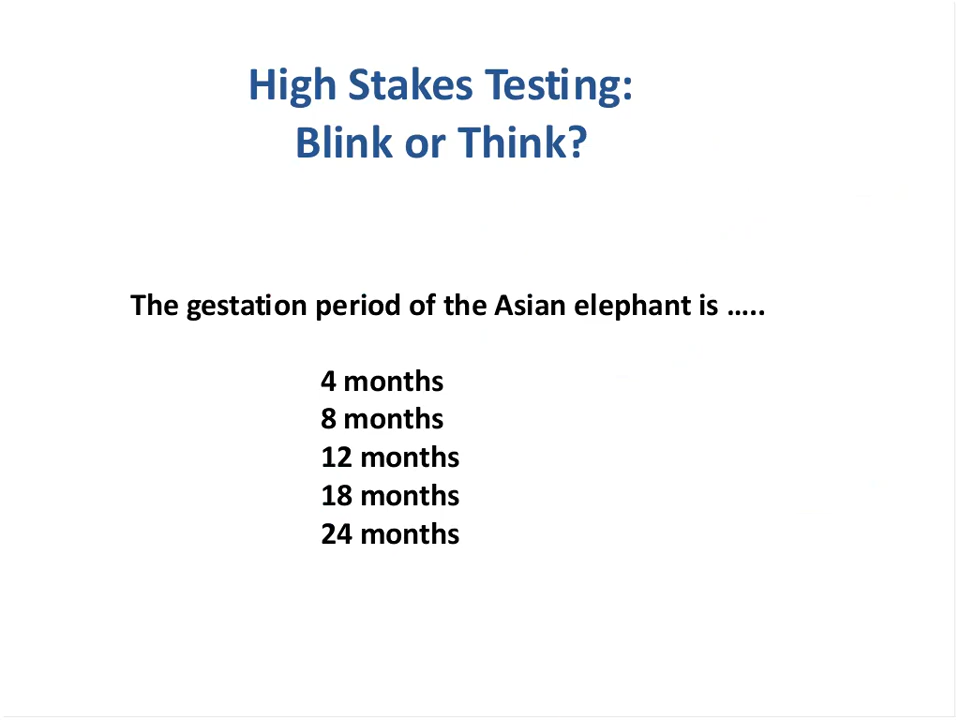 High Stakes Testing:
Blink or Think?
The gestation period of the Asian elephant is …..
4 months
8 months
12 months
18 months
24 months